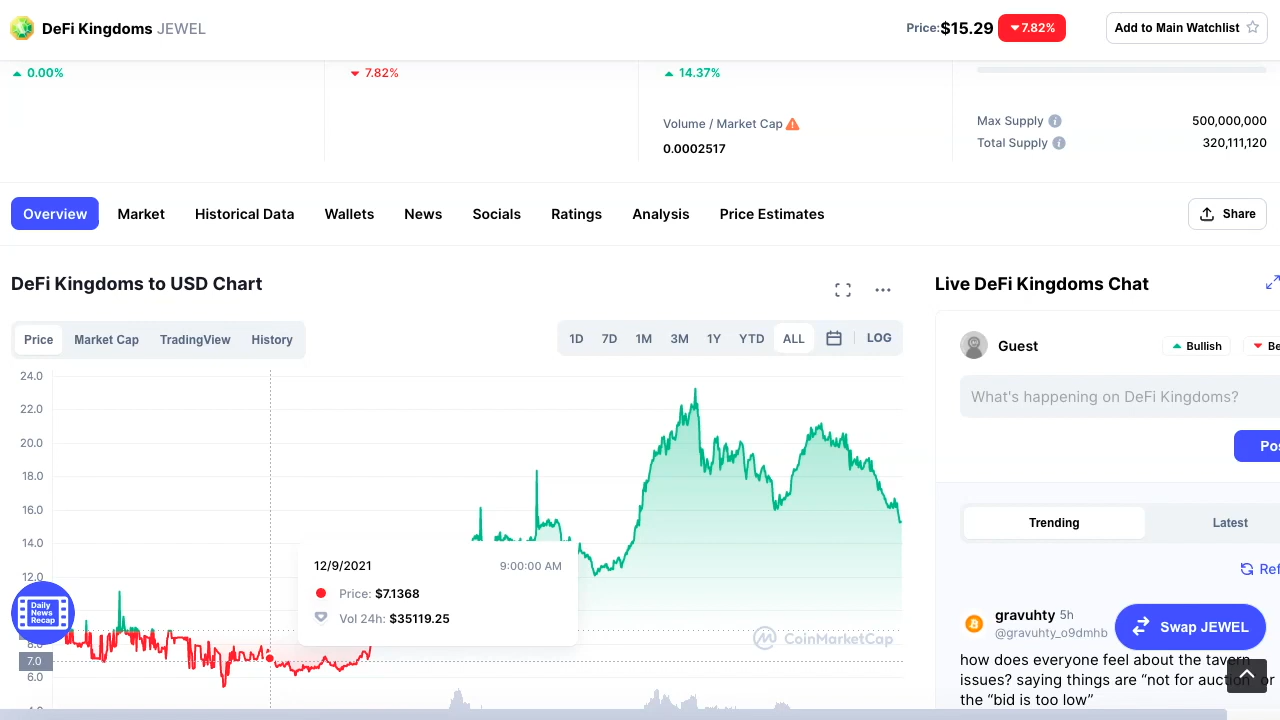 DeFi Kingdoms JEWEL
Price: $15.29 7.82%
Add to Main Watchlist
0.00%
7.82%
14.37%
Volume / Market Cap
0.0002517
Max Supply 500,000,000
Total Supply 320,111,120
Overview Market Historical Data Wallets News Socials Ratings Analysis Price Estimates
Share
DeFi Kingdoms to USD Chart
Price Market Cap TradingView History
1D 7D 1M 3M 1Y YTD ALL LOG
24.0
22.0
20.0
18.0
16.0
14.0
12.0
8.0
7.0
6.0
12/9/2021 9:00:00 AM
Price: $7.1368
Vol 24h: $35119.25
CoinMarketCap
Daily
News
Recap
Live DeFi Kingdoms Chat
Guest
Bullish
Be
What's happening on DeFi Kingdoms?
Pos
Trending Latest
Ref
gravuhty 5h
@gravuhty_o9dmhb
Swap JEWEL
how does everyone feel about the tavern
issues? saying things are “not for auction” or
the “bid is too low”